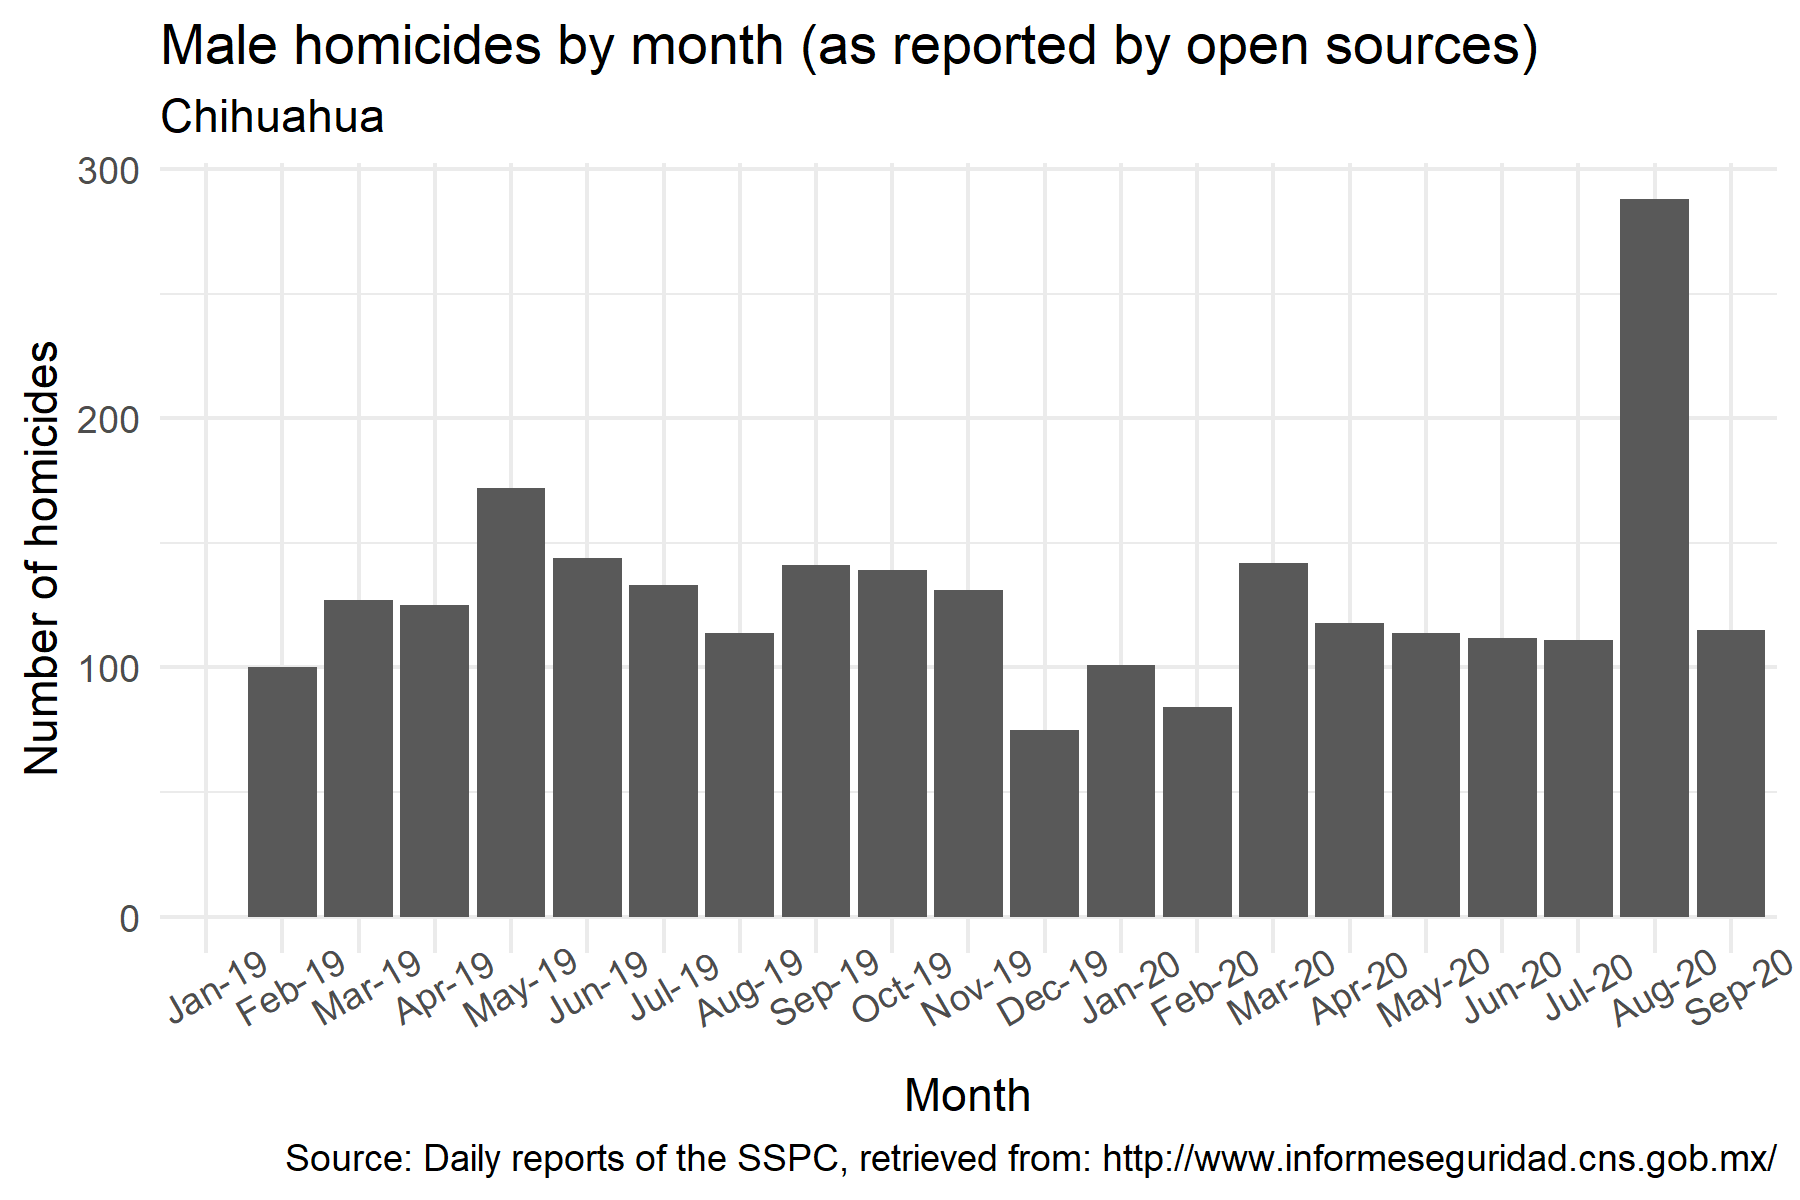 Male homicides by month (as reported by open sources)
Chihuahua
300
200
100
0
Number of homicides
Jan-19
Feb-19
Mar-19
Apr-19
May-19
Jun-19
Jul-19
Aug-19
Sep-19
Oct-19
Nov-19
Dec-19
Jan-20
Feb-20
Mar-20
Apr-20
May-20
Jun-20
Jul-20
Aug-20
Sep-20
Month
Source: Daily reports of the SSPC, retrieved from: http://www.informeseguridad.cns.gob.mx/